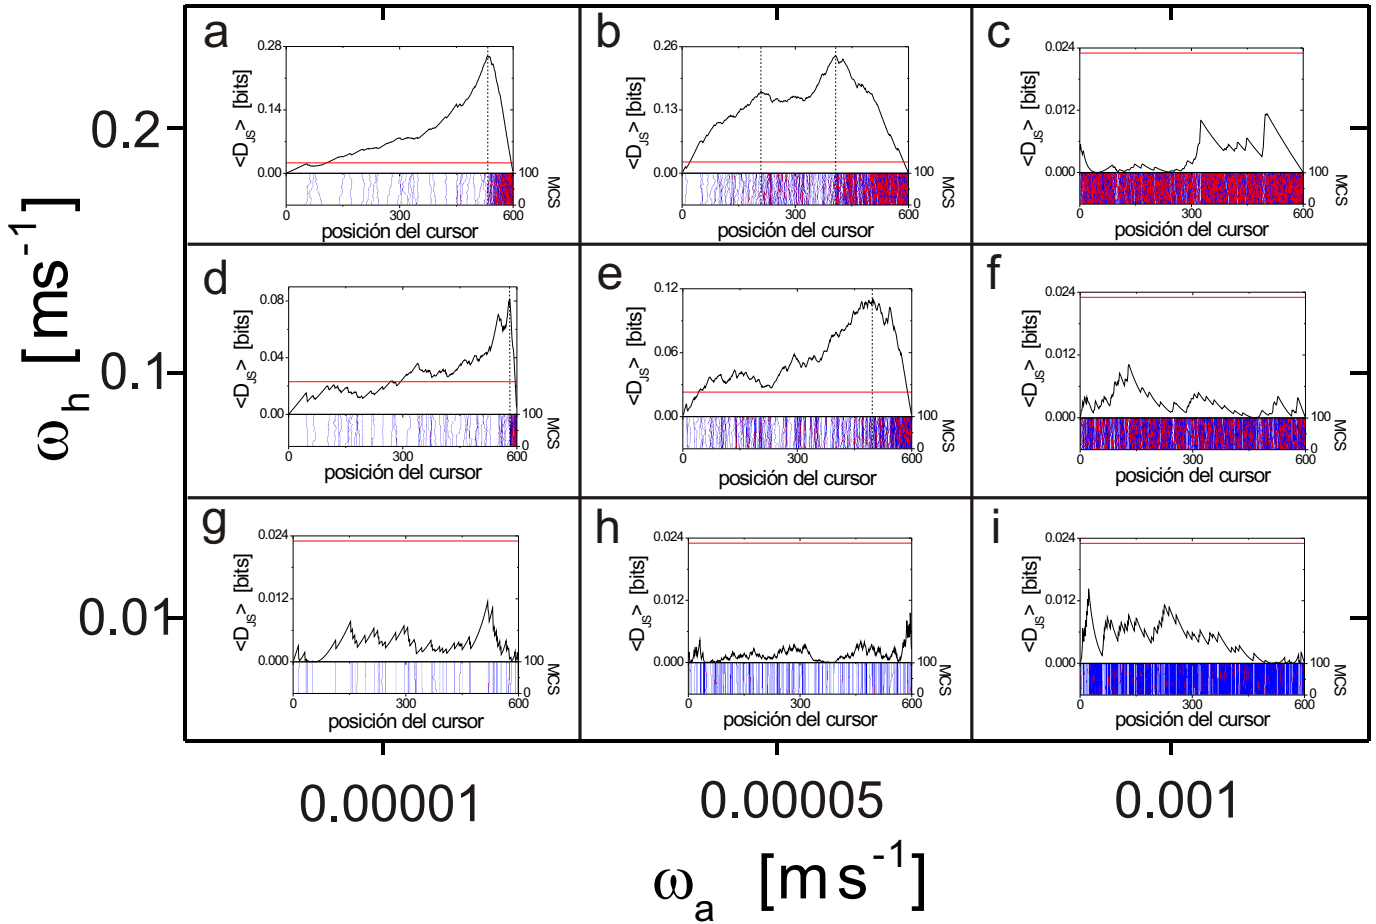 ω_h [ms⁻¹]
0.2
0.1
0.01
a
<D_JS> [bits]
0.28
0.14
0.00
100
0
MCS
0
300
600
posición del cursor
b
<D_JS> [bits]
0.26
0.13
0.00
100
0
MCS
0
300
600
posición del cursor
c
<D_JS> [bits]
0.024
0.012
0.000
100
0
MCS
0
300
600
posición del cursor
d
<D_JS> [bits]
0.08
0.04
0.00
100
0
MCS
0
300
600
posición del cursor
e
<D_JS> [bits]
0.12
0.06
0.00
100
0
MCS
0
300
600
posición del cursor
f
<D_JS> [bits]
0.024
0.012
0.000
100
0
MCS
0
300
600
posición del cursor
g
<D_JS> [bits]
0.024
0.012
0.000
100
0
MCS
0
300
600
posición del cursor
h
<D_JS> [bits]
0.024
0.012
0.000
100
0
MCS
0
300
600
posición del cursor
i
<D_JS> [bits]
0.024
0.012
0.000
100
0
MCS
0
300
600
posición del cursor
0.00001
0.00005
0.001
ω_a [ms⁻¹]